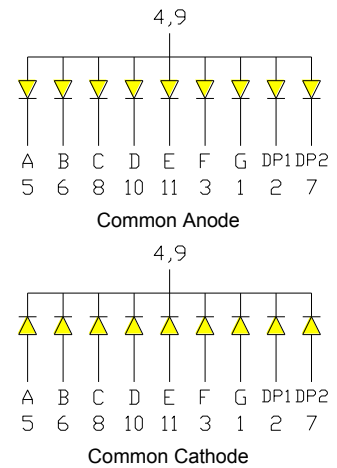 4,9
A B C D E F G DP1 DP2
5 6 8 10 11 3 1 2 7
Common Anode
4,9
A B C D E F G DP1 DP2
5 6 8 10 11 3 1 2 7
Common Cathode